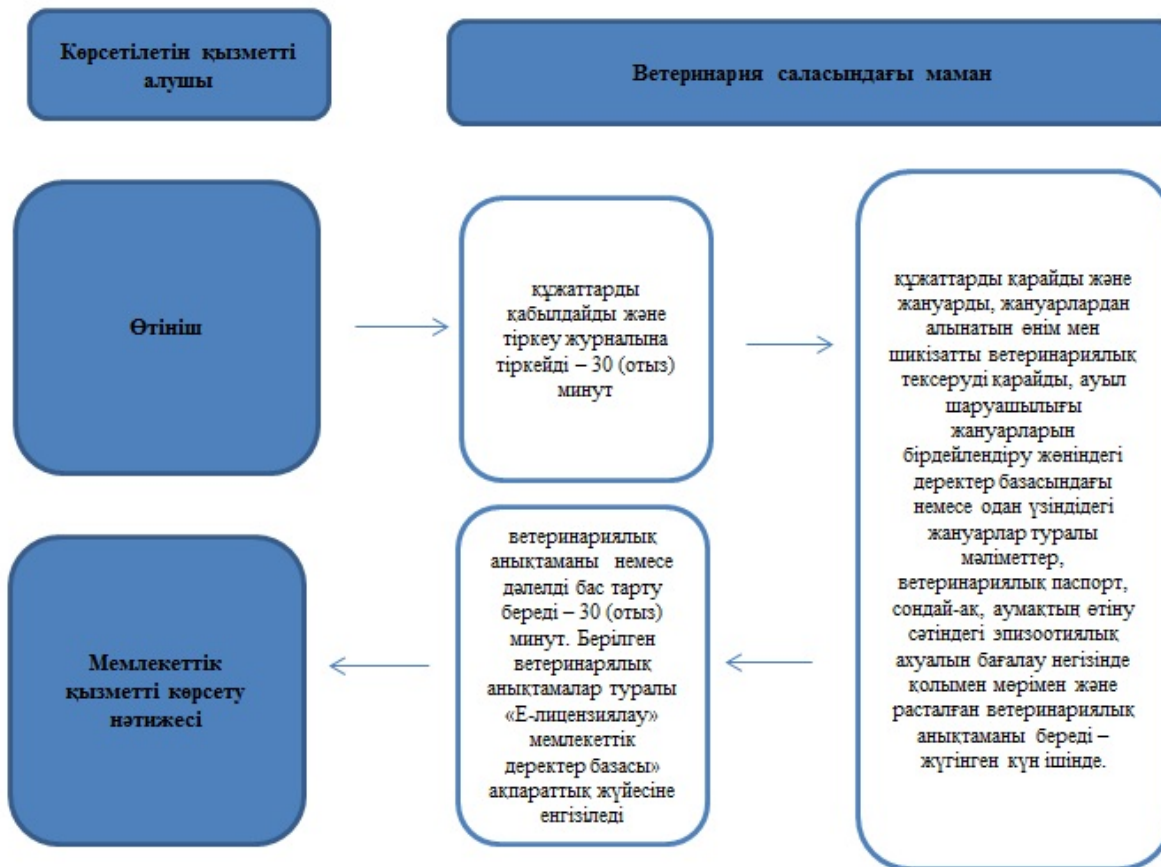 Көрсетілетін қызметті
алушы
Ветеринария саласындағы маман
Өтініш
құжаттарды
қабылдайды және
тіркеу журналына
тіркейді – 30 (отыз)
минут
құжаттарды қарайды және
жануарды, жануарлардан
алынатын өнім мен
шикізатты ветеринариялық
тексеруді қарайды, ауыл
шаруашылығы
жануарларын
бірдейлендіру жөніндегі
деректер базасындағы
немесе одан үзіндідегі
жануарлар туралы
мәліметтер,
ветеринариялық паспорт,
сондай-ақ, аумақтың өтіну
сәтіндегі эпизоотиялық
ахуалын бағалау негізінде
қолымен мөрімен және
расталған ветеринариялық
анықтаманы береді –
жүгінген күн ішінде.
ветеринариялық
анықтаманы немесе
дәлелді бас тарту
береді – 30 (отыз)
минут. Берілген
ветеринарялық
анықтамалар туралы
«Е-лицензиялау»
мемлекеттік
деректер базасы»
ақпараттық жүйесіне
енгізіледі
Мемлекеттік
қызметті көрсету
нәтижесі